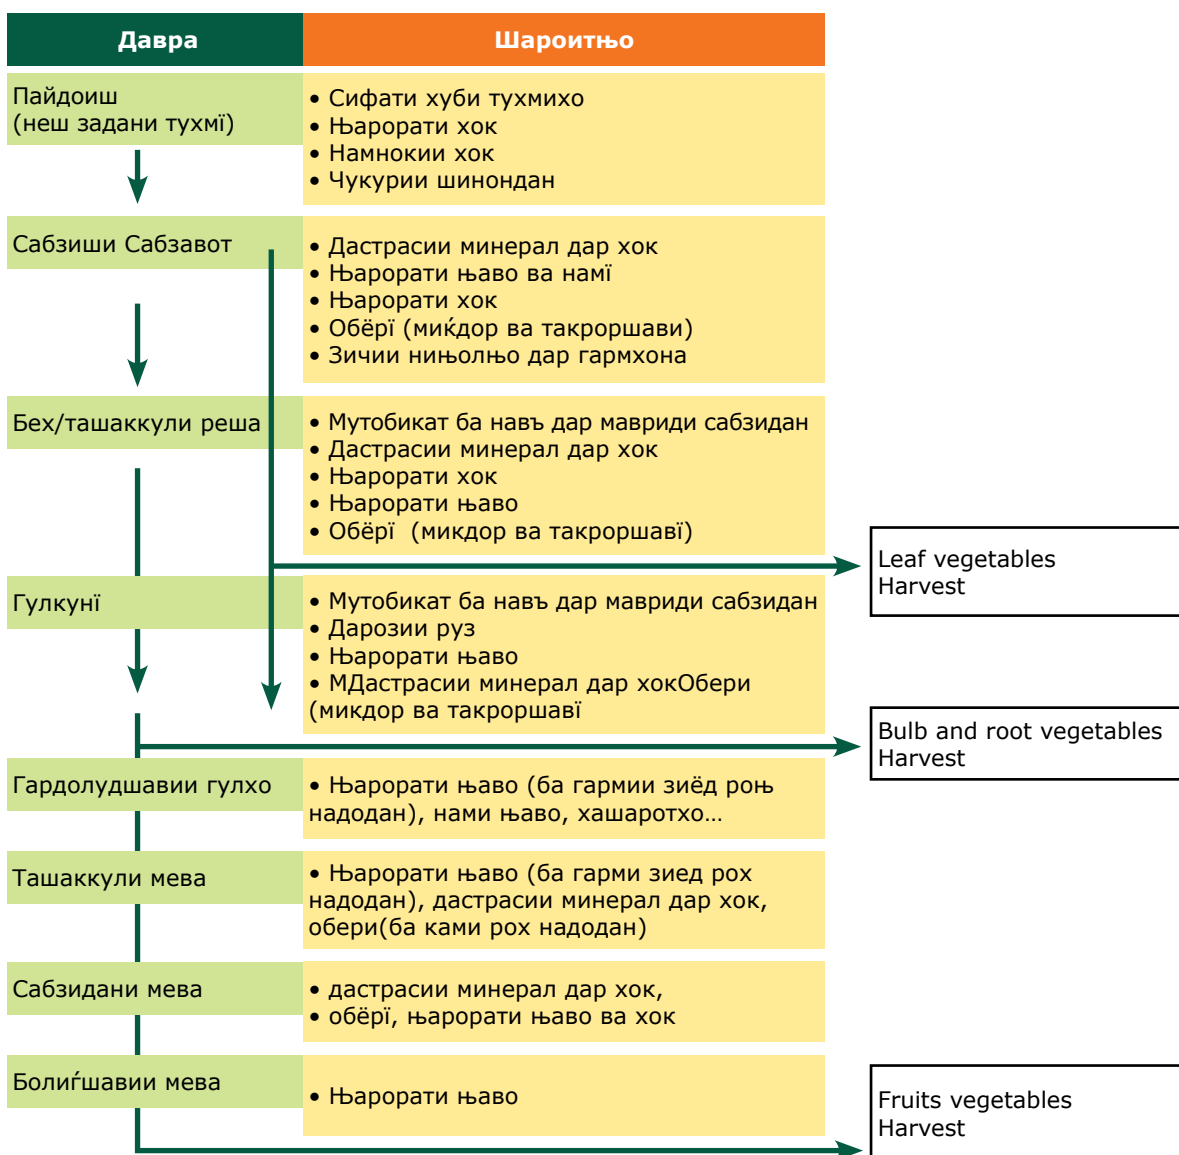 Давра
Шароитњо
Пайдоиш
(неш задани тухмї)
• Сифати хуби тухмихо
• Њарорати хок
• Намнокии хок
• Чукурии шинондан
Сабзиши Сабзавот
• Дастрасии минерал дар хок
• Њарорати њаво ва намї
• Њарорати хок
• Обёрї (миќдор ва такроршави)
• Зичии нињолњо дар гармхона
Бех/ташаккули реша
• Мутобикат ба навъ дар мавриди сабзидан
• Дастрасии минерал дар хок
• Њарорати хок
• Њарорати њаво
• Обёрї (микдор ва такроршавї)
Leaf vegetables
Harvest
Гулкунї
• Мутобикат ба навъ дар мавриди сабзидан
• Дарозии руз
• Њарорати њаво
• МДастрасии минерал дар хокОбери
(микдор ва такроршавї
Bulb and root vegetables
Harvest
Гардолудшавии гулхо
• Њарорати њаво (ба гармии зиёд роњ
надодан), нами њаво, хашаротхо…
Ташаккули мева
• Њарорати њаво (ба гарми зиед рох
надодан), дастрасии минерал дар хок,
обери(ба ками рох надодан)
Сабзидани мева
• дастрасии минерал дар хок,
• обёрї, њарорати њаво ва хок
Болиѓшавии мева
• Њарорати њаво
Fruits vegetables
Harvest